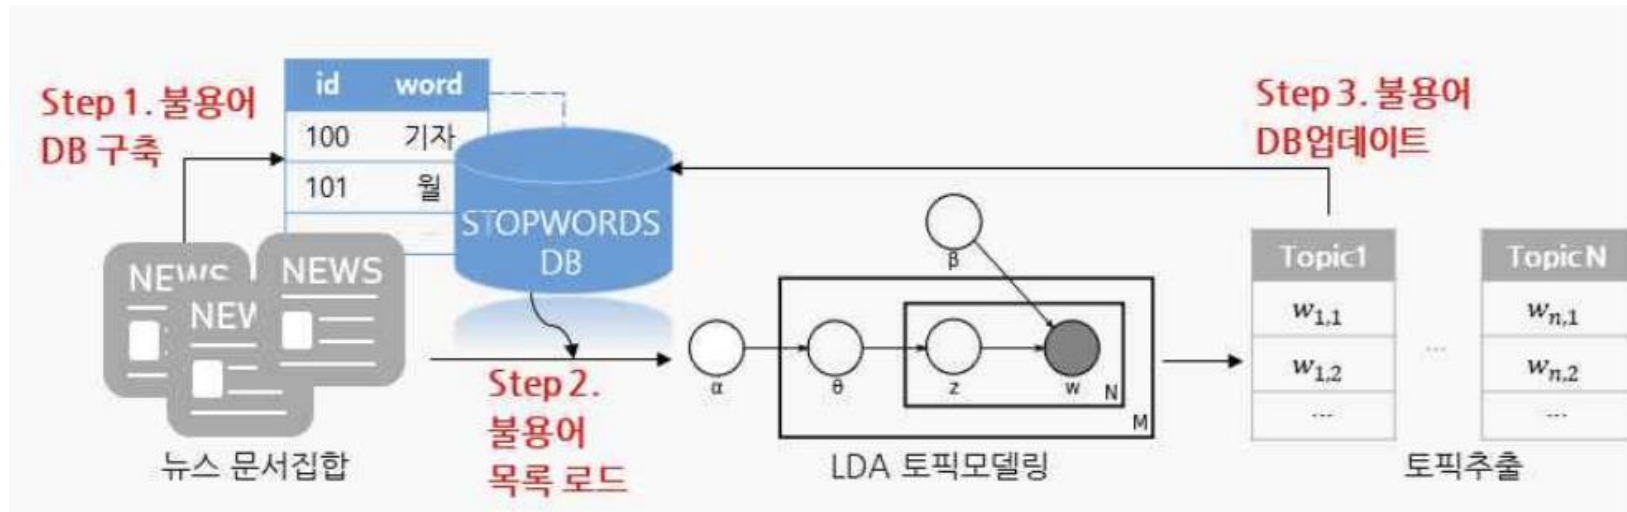 Step 1. 불용어
DB 구축
id word
100 기자
101 월
STOPWORDS
DB
NEWS
NEWS
NEW
뉴스 문서집합
Step 2.
불용어
목록 로드
α
θ
β
z
w
N
M
LDA 토픽모델링
Step 3. 불용어
DB업데이트
Topic1
w1,1
w1,2
...
...
Topic N
wn,1
wn,2
...
토픽추출